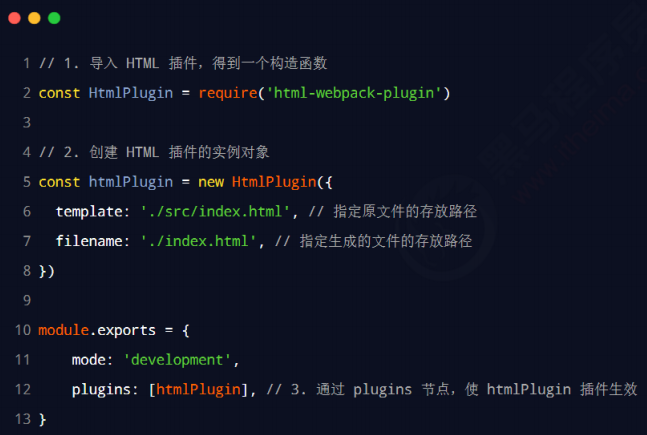 1 // 1. 导入 HTML 插件，得到一个构造函数
2 const HtmlPlugin = require('html-webpack-plugin')
3
4 // 2. 创建 HTML 插件的实例对象
5 const htmlPlugin = new HtmlPlugin({
6   template: './src/index.html', // 指定原文件的存放路径
7   filename: './index.html', // 指定生成的文件的存放路径
8 })
9
10 module.exports = {
11     mode: 'development',
12     plugins: [htmlPlugin], // 3. 通过 plugins 节点，使 htmlPlugin 插件生效
13 }